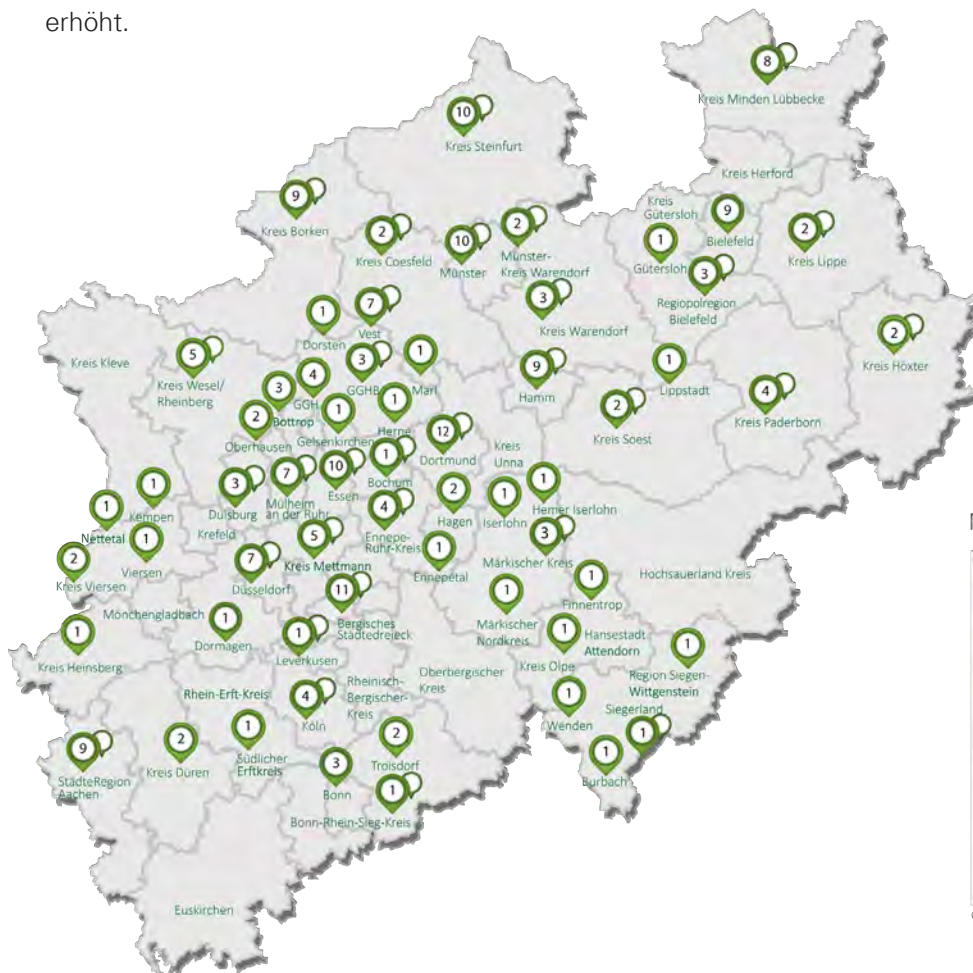 erhöht.
8
Kreis Minden Lübbecke
10
Kreis Steinfurt
Kreis Herford
9
Kreis Borken
2
Kreis Coesfeld
10
Münster
2
Münster-
Kreis Warendorf
Kreis
Gütersloh
1
Gütersloh
9
Bielefeld
2
Kreis Lippe
3
Regiopolregion
Bielefeld
3
Kreis Warendorf
1
Dorsten
7
Vest
Kreis Kleve
5
Kreis Wesel/
Rheinberg
3
Bottrop
4
GGH
3
GGHB
1
Marl
9
Hamm
1
Lippstadt
2
Kreis Höxter
2
Kreis Soest
4
Kreis Paderborn
2
Oberhausen
1
Gelsenkirchen
1
Herne
12
Dortmund
Kreis
Unna
3
Duisburg
7
Mülheim
an der Ruhr
10
Essen
1
Bochum
4
Ennepe-
Ruhr-Kreis
2
Hagen
1
Iserlohn
1
Hemer Iserlohn
1
Kempen
1
Nettetal
1
Viersen
Krefeld
2
Kreis Viersen
7
Düsseldorf
5
Kreis Mettmann
1
Ennepetal
3
Märkischer Kreis
Hochsauerland Kreis
Mönchengladbach
11
Bergisches
Städtedreieck
1
Märkischer
Nordkreis
1
Finnentrop
1
Kreis Heinsberg
1
Dormagen
1
Leverkusen
1
Kreis Olpe
Hansestadt
Attendorn
1
Region Siegen-
Wittgenstein
Rhein-Erft-Kreis
4
Köln
Rheinisch-
Bergischer-
Kreis
Oberbergischer
Kreis
1
Wenden
Siegerland
1
9
StädteRegion
Aachen
2
Kreis Düren
1
Südlicher
Erftkreis
3
Bonn
2
Troisdorf
1
Burbach
1
Bonn-Rhein-Sieg-Kreis
Euskirchen